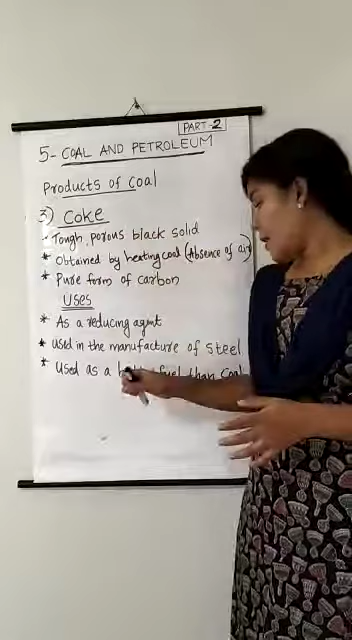 PART-2
5- COAL AND PETROLEUM
Products of Coal
3) Coke
- Tough, porous black solid
* Obtained by heating coal (Absence of air)
* Pure form of carbon
Uses
* As a reducing agent
* Used in the manufacture of Steel
* Used as a fuel than Coal